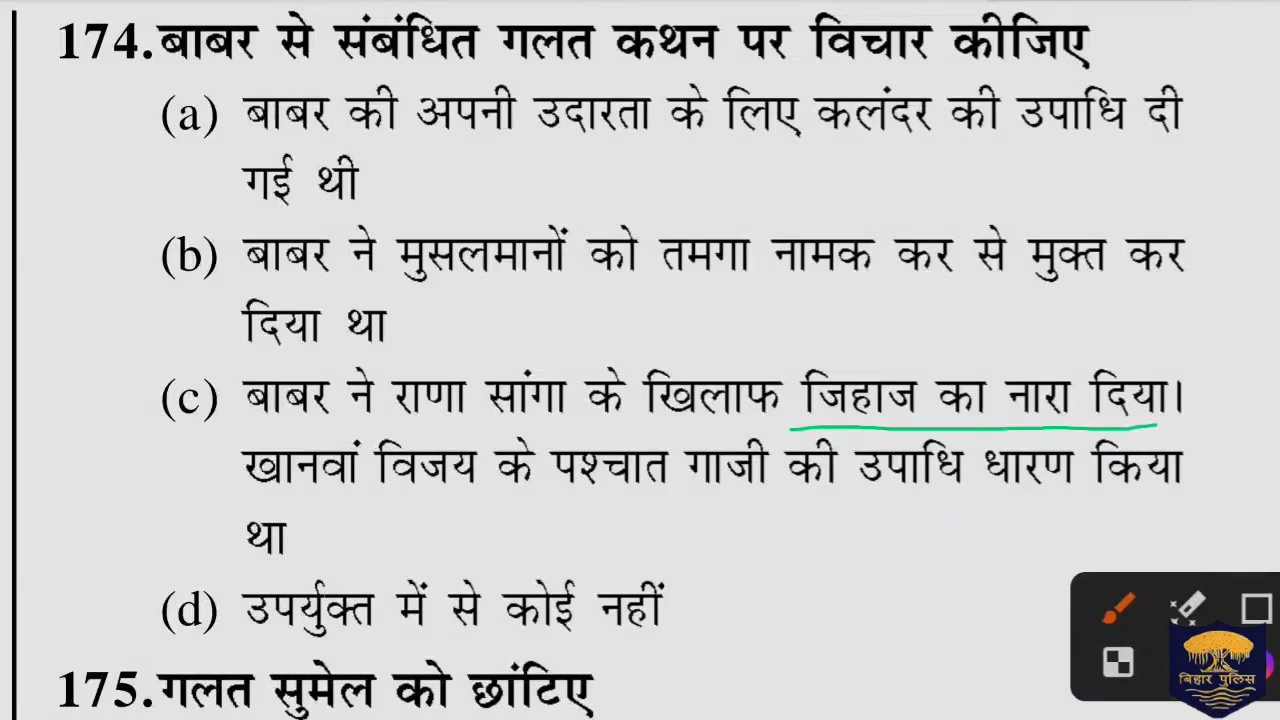 174. बाबर से संबंधित गलत कथन पर विचार कीजिए
(a) बाबर की अपनी उदारता के लिए कलंदर की उपाधि दी
गई थी
(b) बाबर ने मुसलमानों को तमगा नामक कर से मुक्त कर
दिया था
(c) बाबर ने राणा सांगा के खिलाफ जिहाज का नारा दिया।
खानवां विजय के पश्चात गाजी की उपाधि धारण किया
था
(d) उपर्युक्त में से कोई नहीं
175. गलत सुमेल को छांटिए
बिहार पुलिस